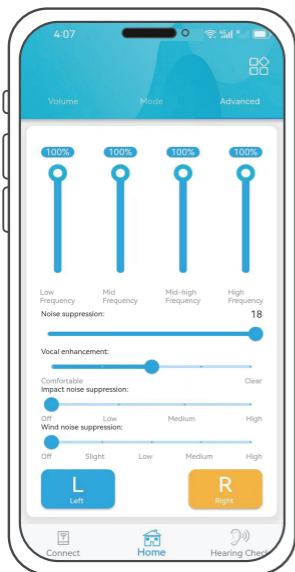 4:07
Volume Mode Advanced
100% 100% 100% 100%
Low Mid Mid-high High
Frequency Frequency Frequency Frequency
Noise suppression: 18
Vocal enhancement:
Comfortable Clear
Impact noise suppression:
Off Low Medium High
Wind noise suppression:
Off Slight Low Medium High
L R
Left Right
Connect Home Hearing Check